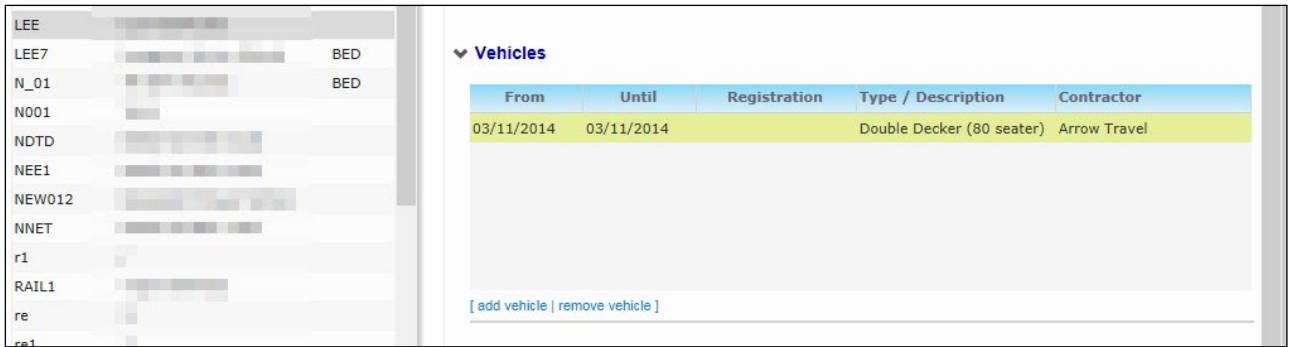 LEE
LEE7 BED
N_01 BED
N001
NDTD
NEE1
NEW012
NNET
r1
RAIL1
re
re1
Vehicles
From Until Registration Type / Description Contractor
03/11/2014 03/11/2014 Double Decker (80 seater) Arrow Travel
[ add vehicle | remove vehicle ]